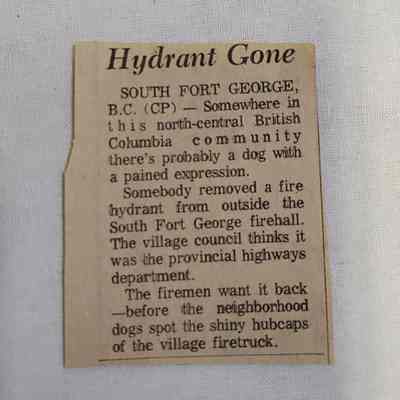 Hydrant Gone
SOUTH FORT GEORGE,
B.C. (CP) — Somewhere in
this north-central British
Columbia community
there's probably a dog with
a pained expression.
Somebody removed a fire
hydrant from outside the
South Fort George firehall.
The village council thinks it
was the provincial highways
department.
The firemen want it back
—before the neighborhood
dogs spot the shiny hubcaps
of the village firetruck.